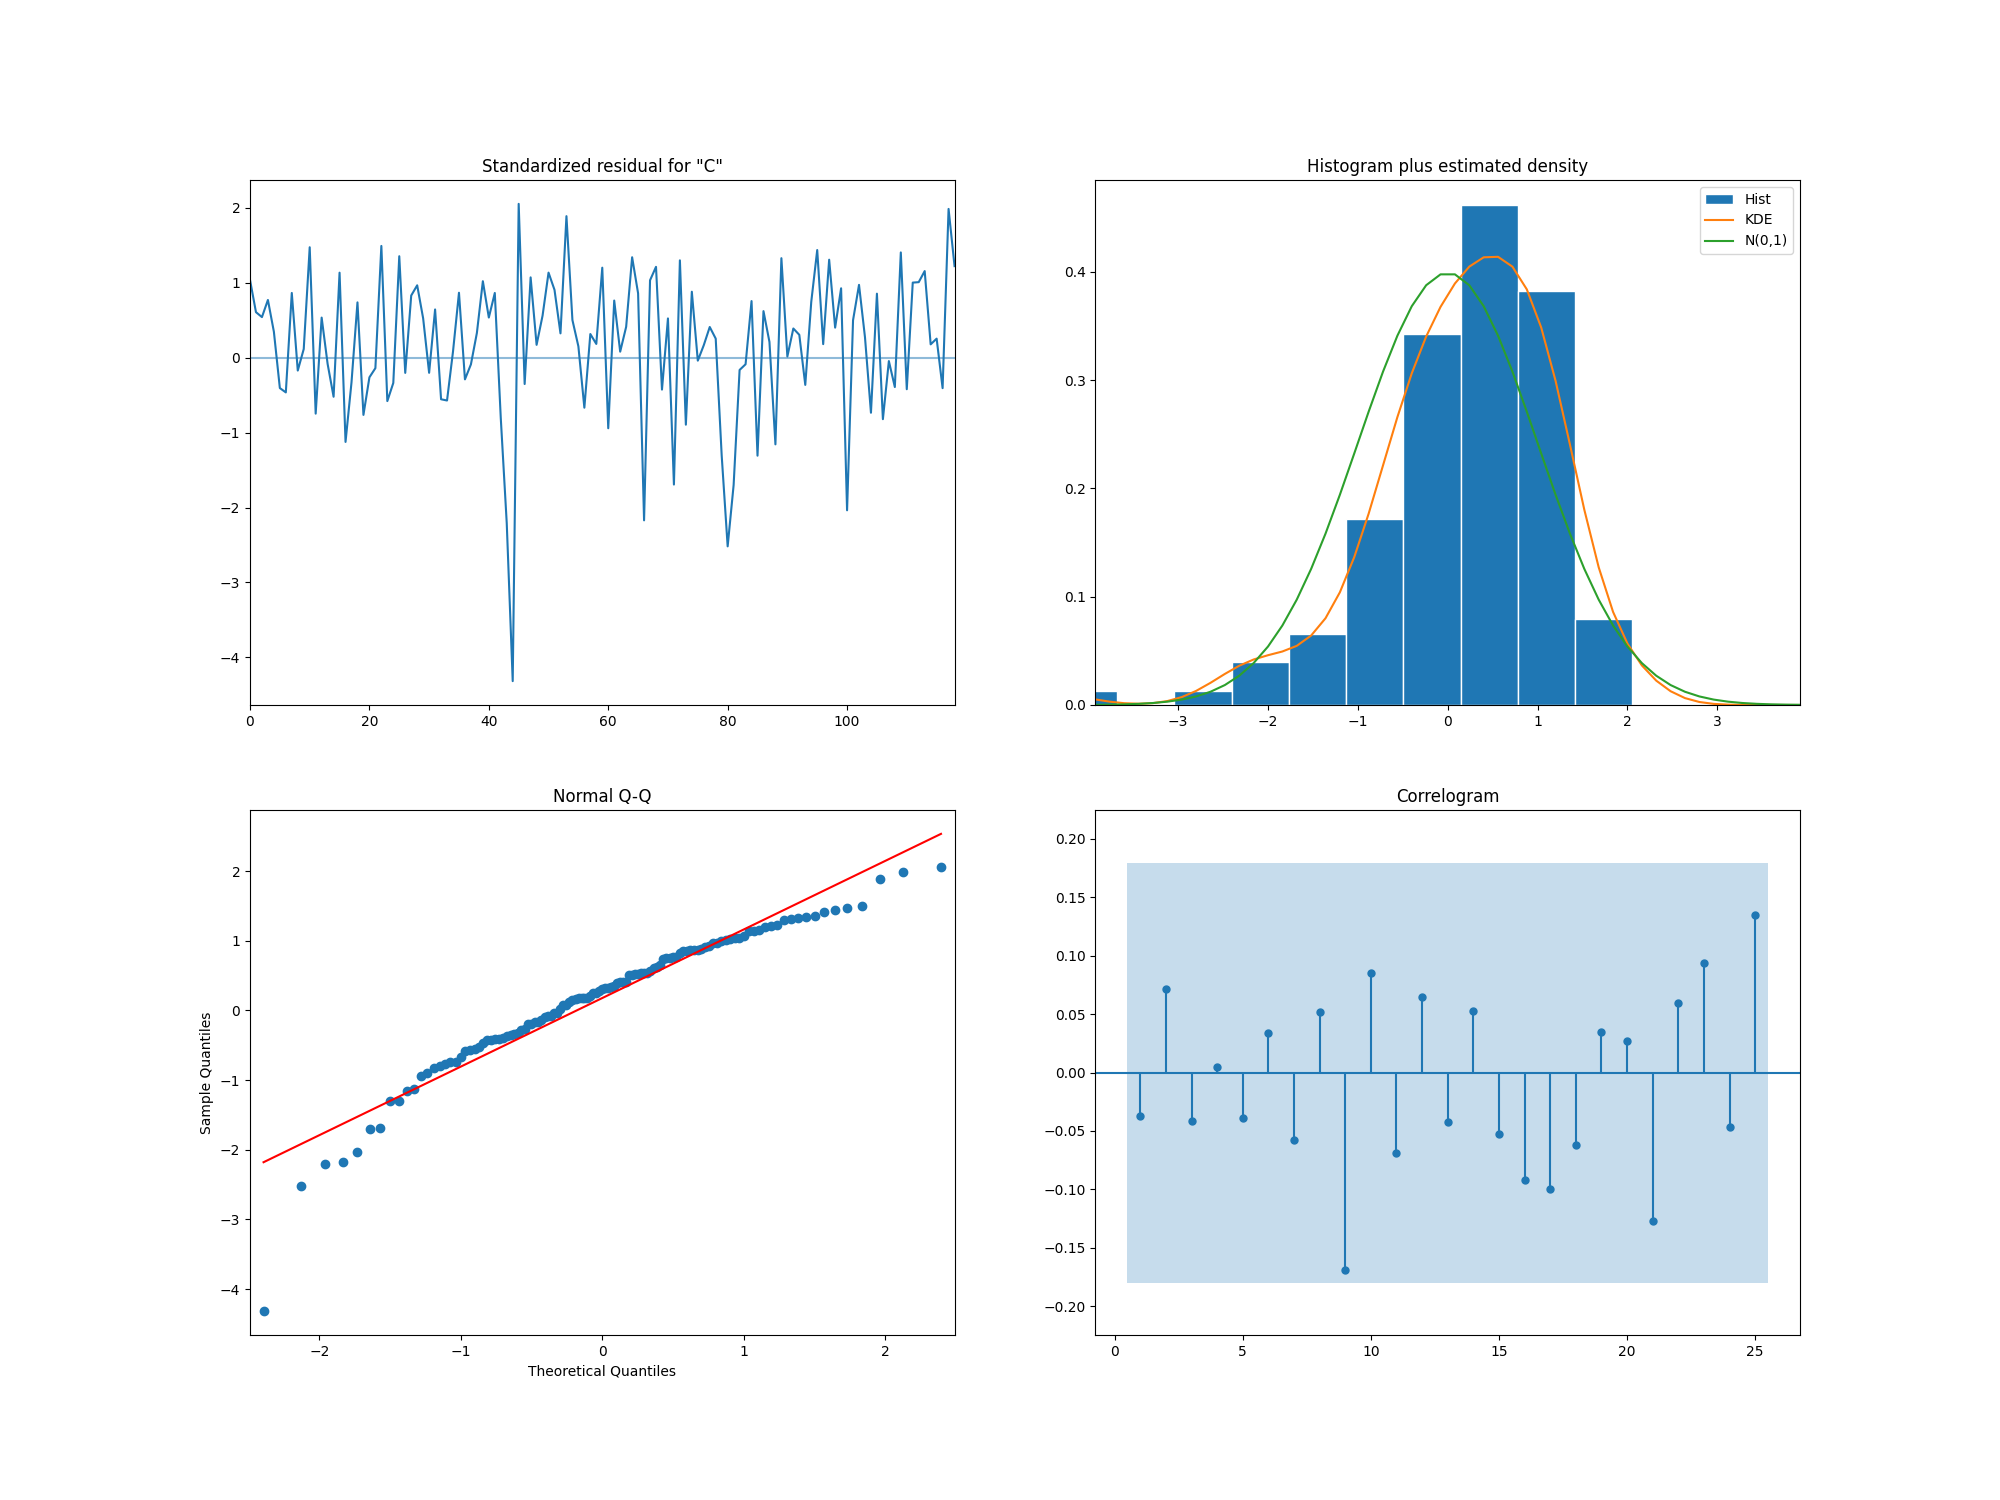 Standardized residual for "C"
2
1
0
−1
−2
−3
−4
0 20 40 60 80 100
Histogram plus estimated density
Hist
KDE
N(0,1)
0.4
0.3
0.2
0.1
0.0
−3 −2 −1 0 1 2 3
Normal Q-Q
Sample Quantiles
2
1
0
−1
−2
−3
−4
−2 −1 0 1 2
Theoretical Quantiles
Correlogram
0.20
0.15
0.10
0.05
0.00
−0.05
−0.10
−0.15
−0.20
0 5 10 15 20 25